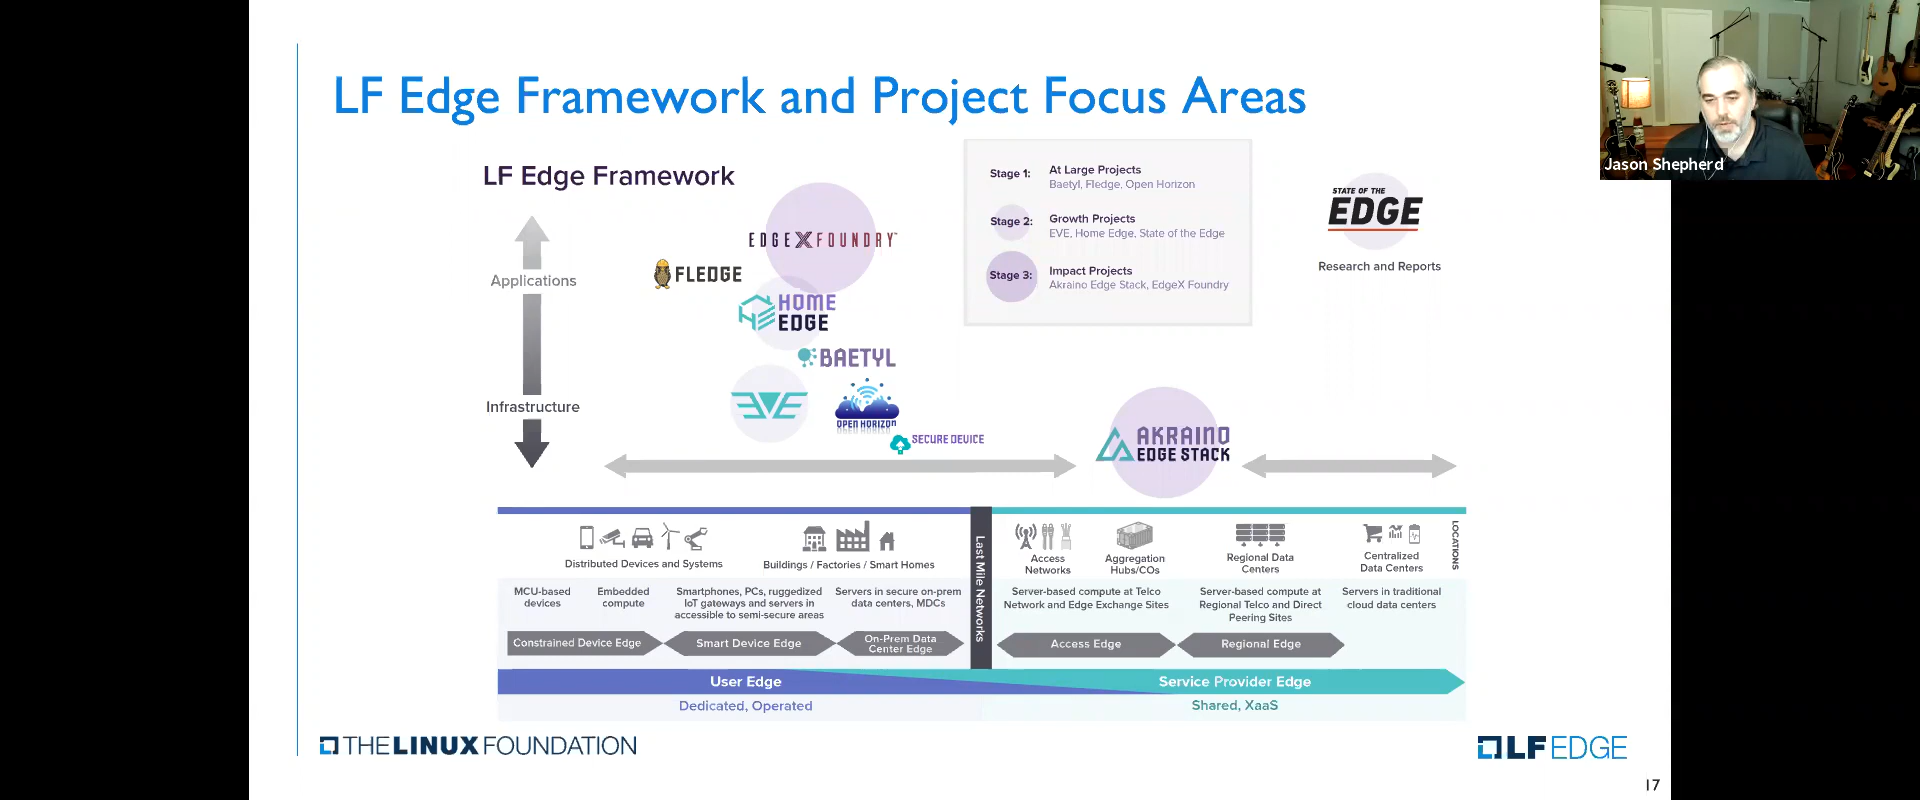 LF Edge Framework and Project Focus Areas
Jason Shepherd
LF Edge Framework
Applications
Infrastructure
EDGE X FOUNDRY
FLEDGE
HOME
EDGE
BAETYL
EVE
OPEN HORIZON
SECURE DEVICE
AKRAINO
EDGE STACK
Stage 1:
At Large Projects
Baetyl, Fledge, Open Horizon
Stage 2:
Growth Projects
EVE, Home Edge, State of the Edge
Stage 3:
Impact Projects
Akraino Edge Stack, EdgeX Foundry
STATE OF THE
EDGE
Research and Reports
Distributed Devices and Systems
Buildings / Factories / Smart Homes
Last Mile Networks
Access
Networks
Aggregation
Hubs/COs
Regional Data
Centers
Centralized
Data Centers
LOCATIONS
MCU-based
devices
Embedded
compute
Smartphones, PCs, ruggedized
IoT gateways and servers in
accessible to semi-secure areas
Servers in secure on-prem
data centers, MDCs
Server-based compute at Telco
Network and Edge Exchange Sites
Server-based compute at
Regional Telco and Direct
Peering Sites
Servers in traditional
cloud data centers
Constrained Device Edge
Smart Device Edge
On-Prem Data
Center Edge
Access Edge
Regional Edge
User Edge
Service Provider Edge
Dedicated, Operated
Shared, XaaS
THE LINUX FOUNDATION
LF EDGE
17